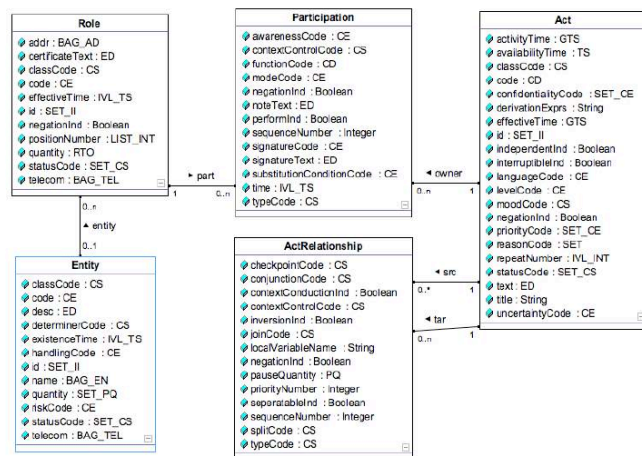 Role
addr : BAG_AD
certificateText : ED
classCode : CS
code : CE
effectiveTime : IVL_TS
id : SET_II
negationInd : Boolean
positionNumber : LIST_INT
quantity : RTO
statusCode : SET_CS
telecom : BAG_TEL
Participation
awarenessCode : CE
contextControlCode : CS
functionCode : CD
modeCode : CE
negationInd : Boolean
noteText : ED
performInd : Boolean
sequenceNumber : Integer
signatureCode : CE
signatureText : ED
substitutionConditionCode : CE
time : IVL_TS
typeCode : CS
Act
activityTime : GTS
availabilityTime : TS
classCode : CS
code : CD
confidentialityCode : SET_CE
derivationExprs : String
effectiveTime : GTS
id : SET_II
independentInd : Boolean
interruptibleInd : Boolean
languageCode : CE
levelCode : CE
moodCode : CS
negationInd : Boolean
priorityCode : SET_CE
reasonCode : SET
repeatNumber : IVL_INT
statusCode : SET_CS
text : ED
title : String
uncertaintyCode : CE
part
1
0..n
owner
0..n
1
0..n
entity
0..1
Entity
classCode : CS
code : CE
desc : ED
determinerCode : CS
existenceTime : IVL_TS
handlingCode : CE
id : SET_II
name : BAG_EN
quantity : SET_PQ
riskCode : CE
statusCode : SET_CS
telecom : BAG_TEL
ActRelationship
checkpointCode : CS
conjunctionCode : CS
contextConductionInd : Boolean
contextControlCode : CS
inversionInd : Boolean
joinCode : CS
localVariableName : String
negationInd : Boolean
pauseQuantity : PQ
priorityNumber : Integer
seperatableInd : Boolean
sequenceNumber : Integer
splitCode : CS
typeCode : CS
src
0..*
1
tar
0..n
1